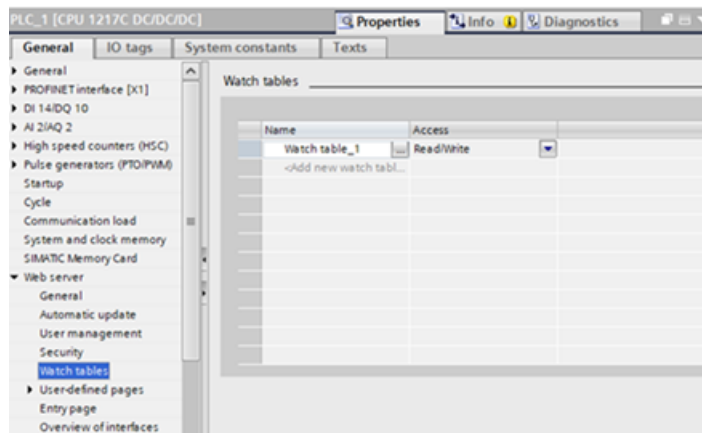 PLC_1 [CPU 1217C DC/DC/DC]
Properties
Info
Diagnostics
General
IO tags
System constants
Texts
General
PROFINET interface [X1]
DI 14/DQ 10
AI 2/AQ 2
High speed counters (HSC)
Pulse generators (PTO/PWM)
Startup
Cycle
Communication load
System and clock memory
SIMATIC Memory Card
Web server
General
Automatic update
User management
Security
Watch tables
User-defined pages
Entry page
Overview of interfaces
Watch tables
Name
Access
Watch table_1
...
Read/Write
<Add new watch tabl...